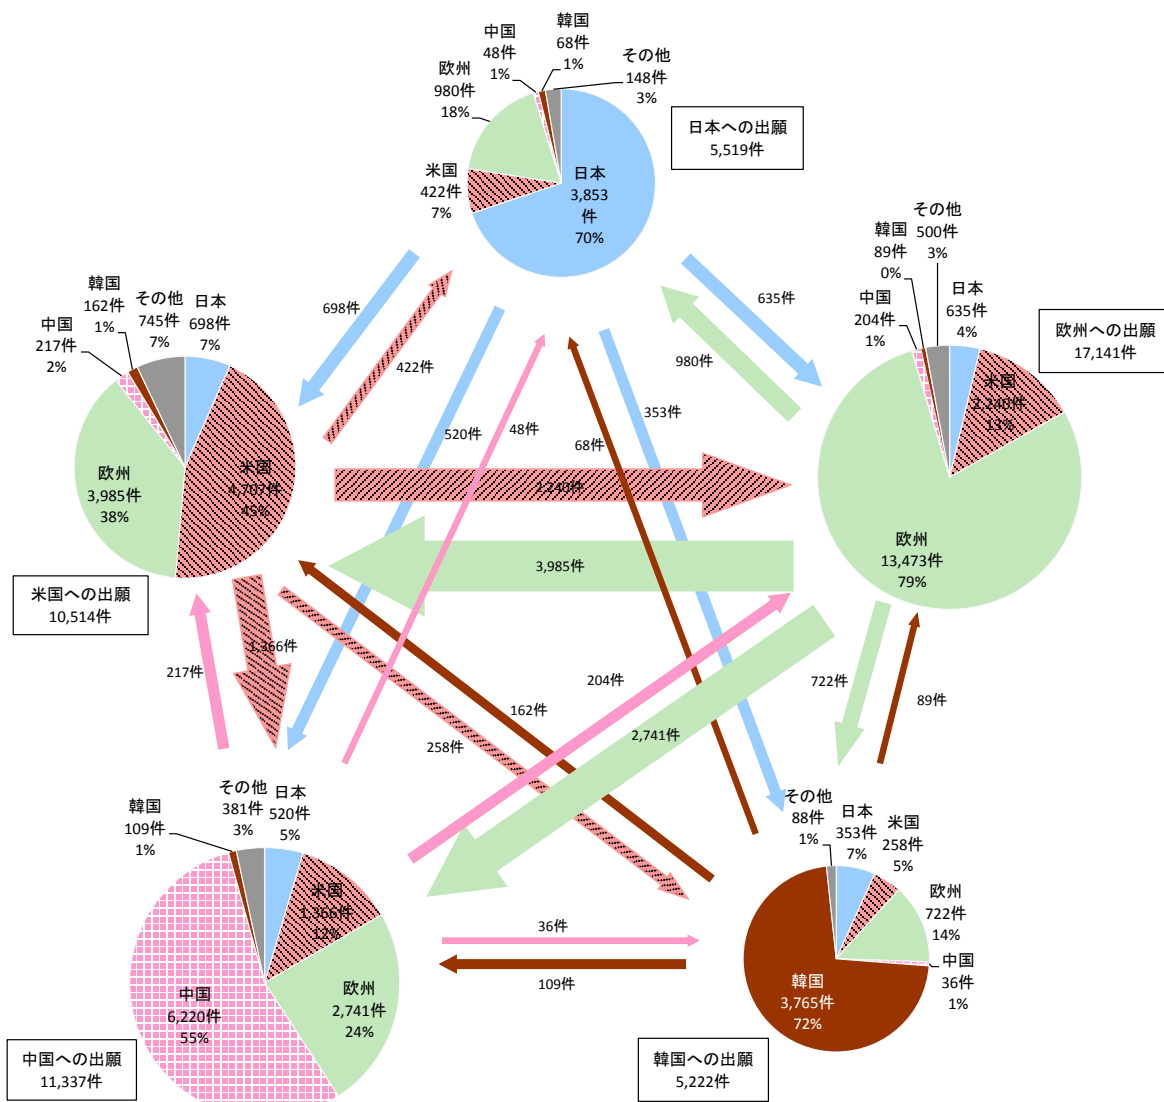 中国
48件
1%
韓国
68件
1%
その他
148件
3%
欧州
980件
18%
米国
422件
7%
日本
3,853
件
70%
日本への出願
5,519件
韓国
162件
1%
その他
745件
7%
日本
698件
7%
中国
217件
2%
欧州
3,985件
38%
米国
4,707件
45%
米国への出願
10,514件
韓国
89件
0%
その他
500件
3%
中国
204件
1%
日本
635件
4%
米国
2,240件
13%
欧州
13,473件
79%
欧州への出願
17,141件
698件
422件
520件
48件
68件
353件
635件
980件
2,240件
3,985件
1,366件
217件
162件
258件
204件
2,741件
722件
89件
36件
109件
韓国
109件
1%
その他
381件
3%
日本
520件
5%
米国
1,366件
12%
欧州
2,741件
24%
中国
6,220件
55%
中国への出願
11,337件
その他
88件
1%
日本
353件
7%
米国
258件
5%
欧州
722件
14%
中国
36件
1%
韓国
3,765件
72%
韓国への出願
5,222件